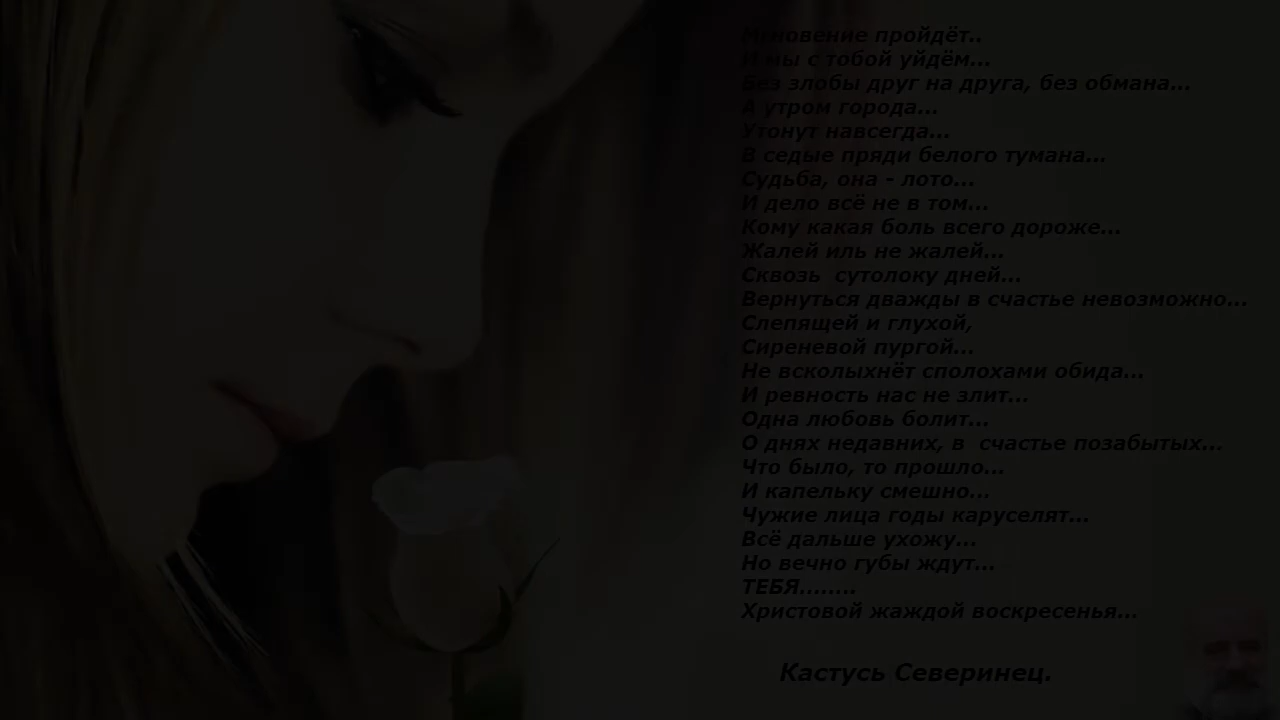 Мгновение пройдёт..
И мы с тобой уйдём...
Без злобы друг на друга, без обмана...
А утром города...
Утонут навсегда...
В седые пряди белого тумана...
Судьба, она - лото...
И дело всё не в том...
Кому какая боль всего дороже...
Жалей иль не жалей...
Сквозь  сутолоку дней...
Вернуться дважды в счастье невозможно...
Слепящей и глухой,
Сиреневой пургой...
Не всколыхнёт сполохами обида...
И ревность нас не злит...
Одна любовь болит...
О днях недавних, в  счастье позабытых...
Что было, то прошло...
И капельку смешно...
Чужие лица годы каруселят...
Всё дальше ухожу...
Но вечно губы ждут...
ТЕБЯ........
Христовой жаждой воскресенья...
Кастусь Северинец.